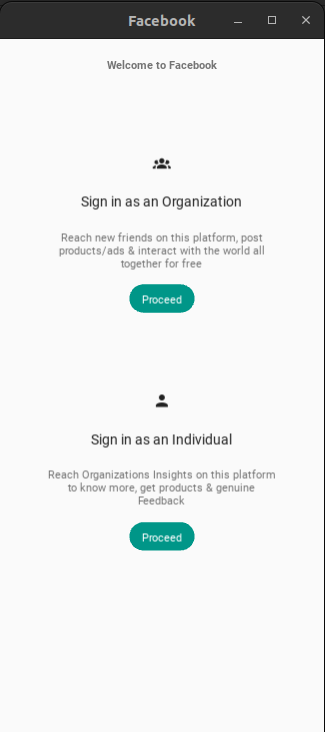 Facebook
Welcome to Facebook
Sign in as an Organization
Reach new friends on this platform, post
products/ads & interact with the world all
together for free
Proceed
Sign in as an Individual
Reach Organizations Insights on this platform
to know more, get products & genuine
Feedback
Proceed